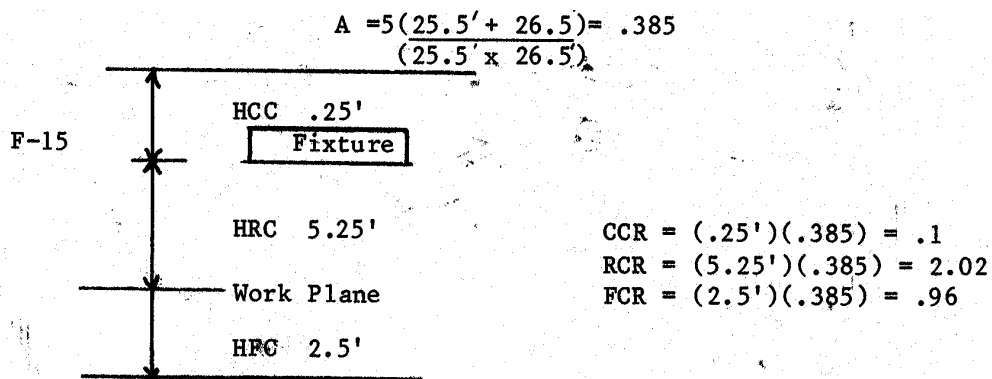 A =5(25.5'+ 26.5)= .385
(25.5'x 26.5')
HCC .25'
F-15
Fixture
HRC 5.25'
CCR = (.25')(.385) = .1
RCR = (5.25')(.385) = 2.02
Work Plane
FCR = (2.5')(.385) = .96
HFC 2.5'